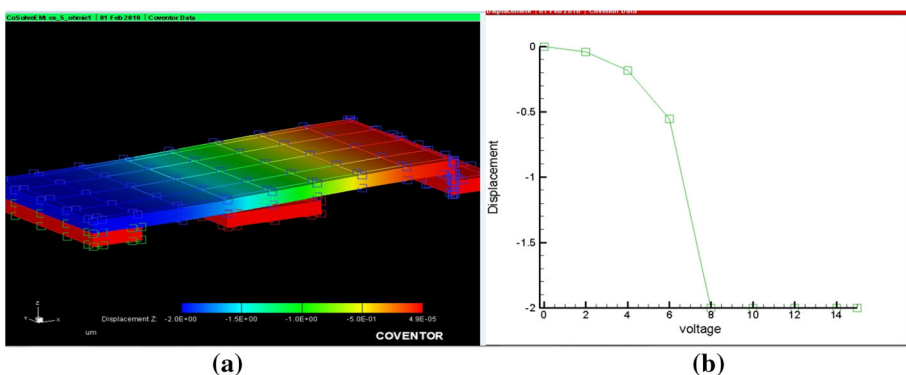 CoSolveEM: cs_5_ohmic1 01 Feb 2018 Coventor Data
Z
Y X
Displacement Z: -2.0E+00 -1.5E+00 -1.0E+00 -5.0E-01 4.9E-05
um
COVENTOR
(a)
Displacement 01 Feb 2018 Coventor Data
0
-0.5
-1
-1.5
-2
Displacement
0 2 4 6 8 10 12 14
voltage
(b)